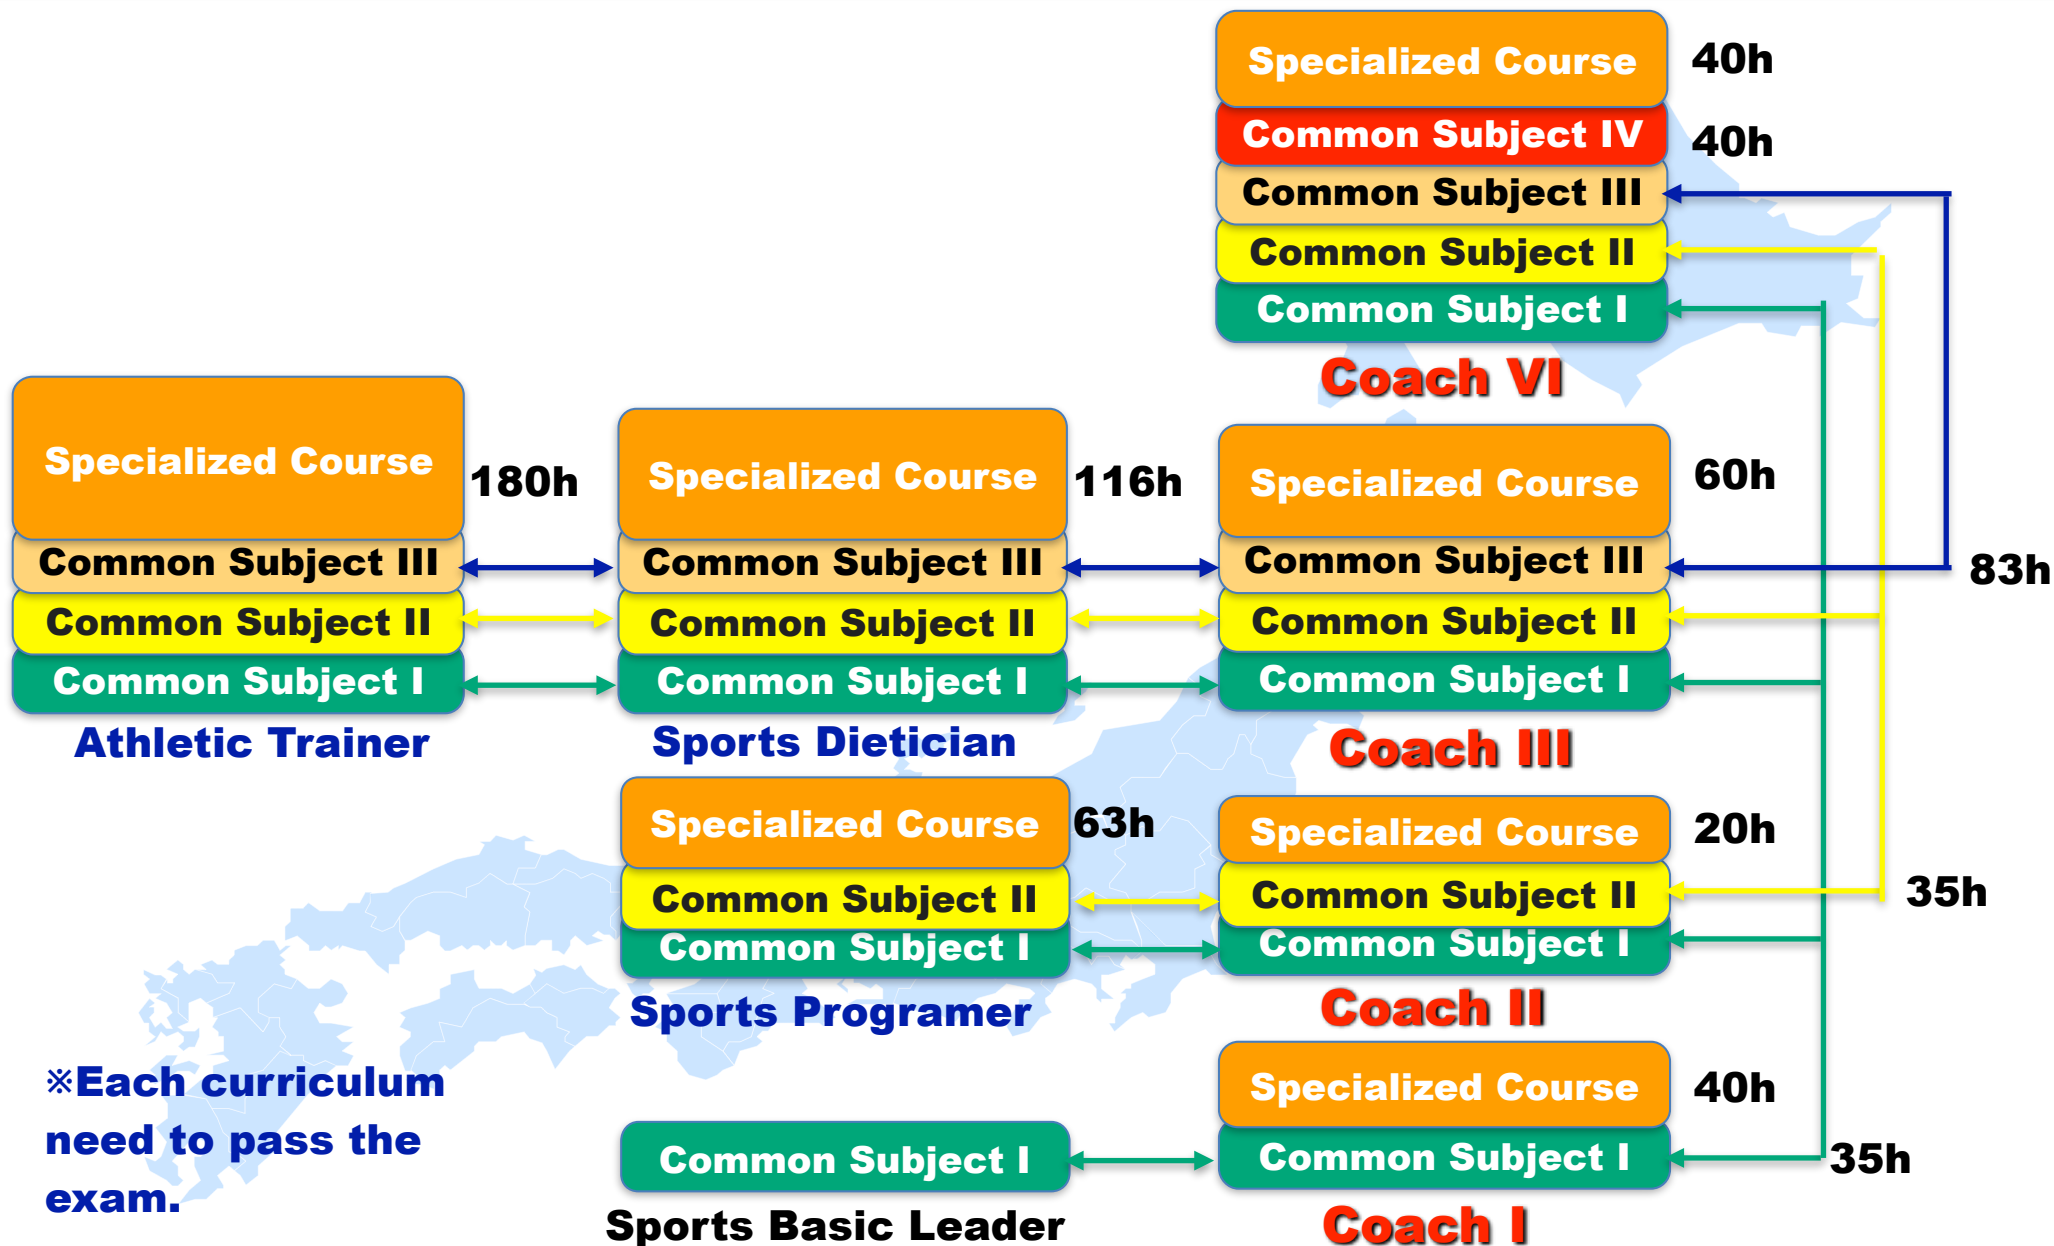 Specialized Course
40h
Common Subject IV
40h
Common Subject III
Common Subject II
Common Subject I
Coach VI
Specialized Course
180h
Common Subject III
Common Subject II
Common Subject I
Athletic Trainer
Specialized Course
116h
Common Subject III
Common Subject II
Common Subject I
Sports Dietician
Specialized Course
60h
Common Subject III
83h
Common Subject II
Common Subject I
Coach III
Specialized Course
63h
Common Subject II
Common Subject I
Sports Programer
Specialized Course
20h
Common Subject II
35h
Common Subject I
Coach II
※Each curriculum
need to pass the
exam.
Common Subject I
Sports Basic Leader
Specialized Course
40h
Common Subject I
35h
Coach I